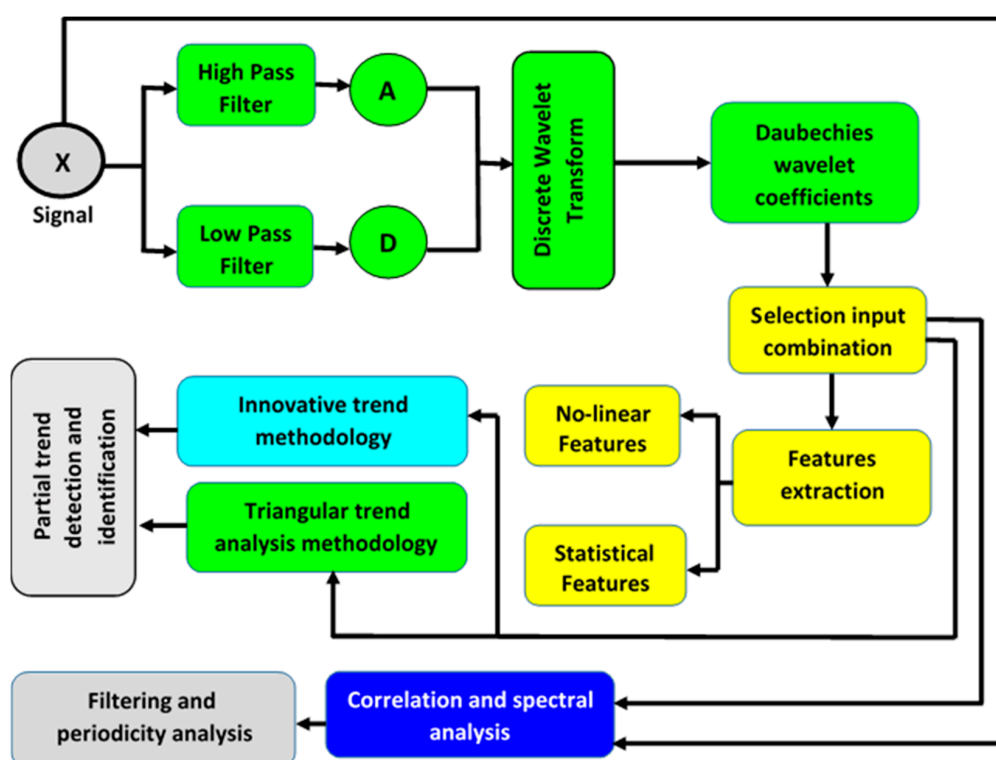 High Pass
Filter
A
X
Signal
Low Pass
Filter
D
Discrete Wavelet
Transform
Daubechies
wavelet
coefficients
Selection input
combination
Features
extraction
No-linear
Features
Statistical
Features
Innovative trend
methodology
Triangular trend
analysis methodology
Partial trend
detection and
identification
Correlation and spectral
analysis
Filtering and
periodicity analysis